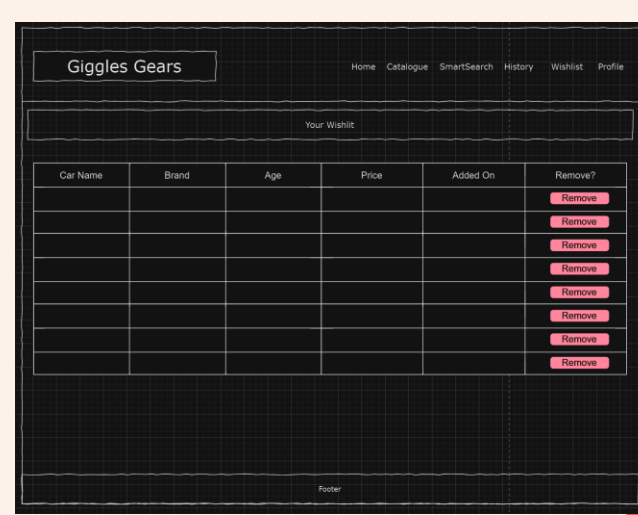 Giggles Gears
Home Catalogue SmartSearch History Wishlist Profile
Your Wishlit
Car Name Brand Age Price Added On Remove?
Remove
Remove
Remove
Remove
Remove
Remove
Remove
Remove
Footer